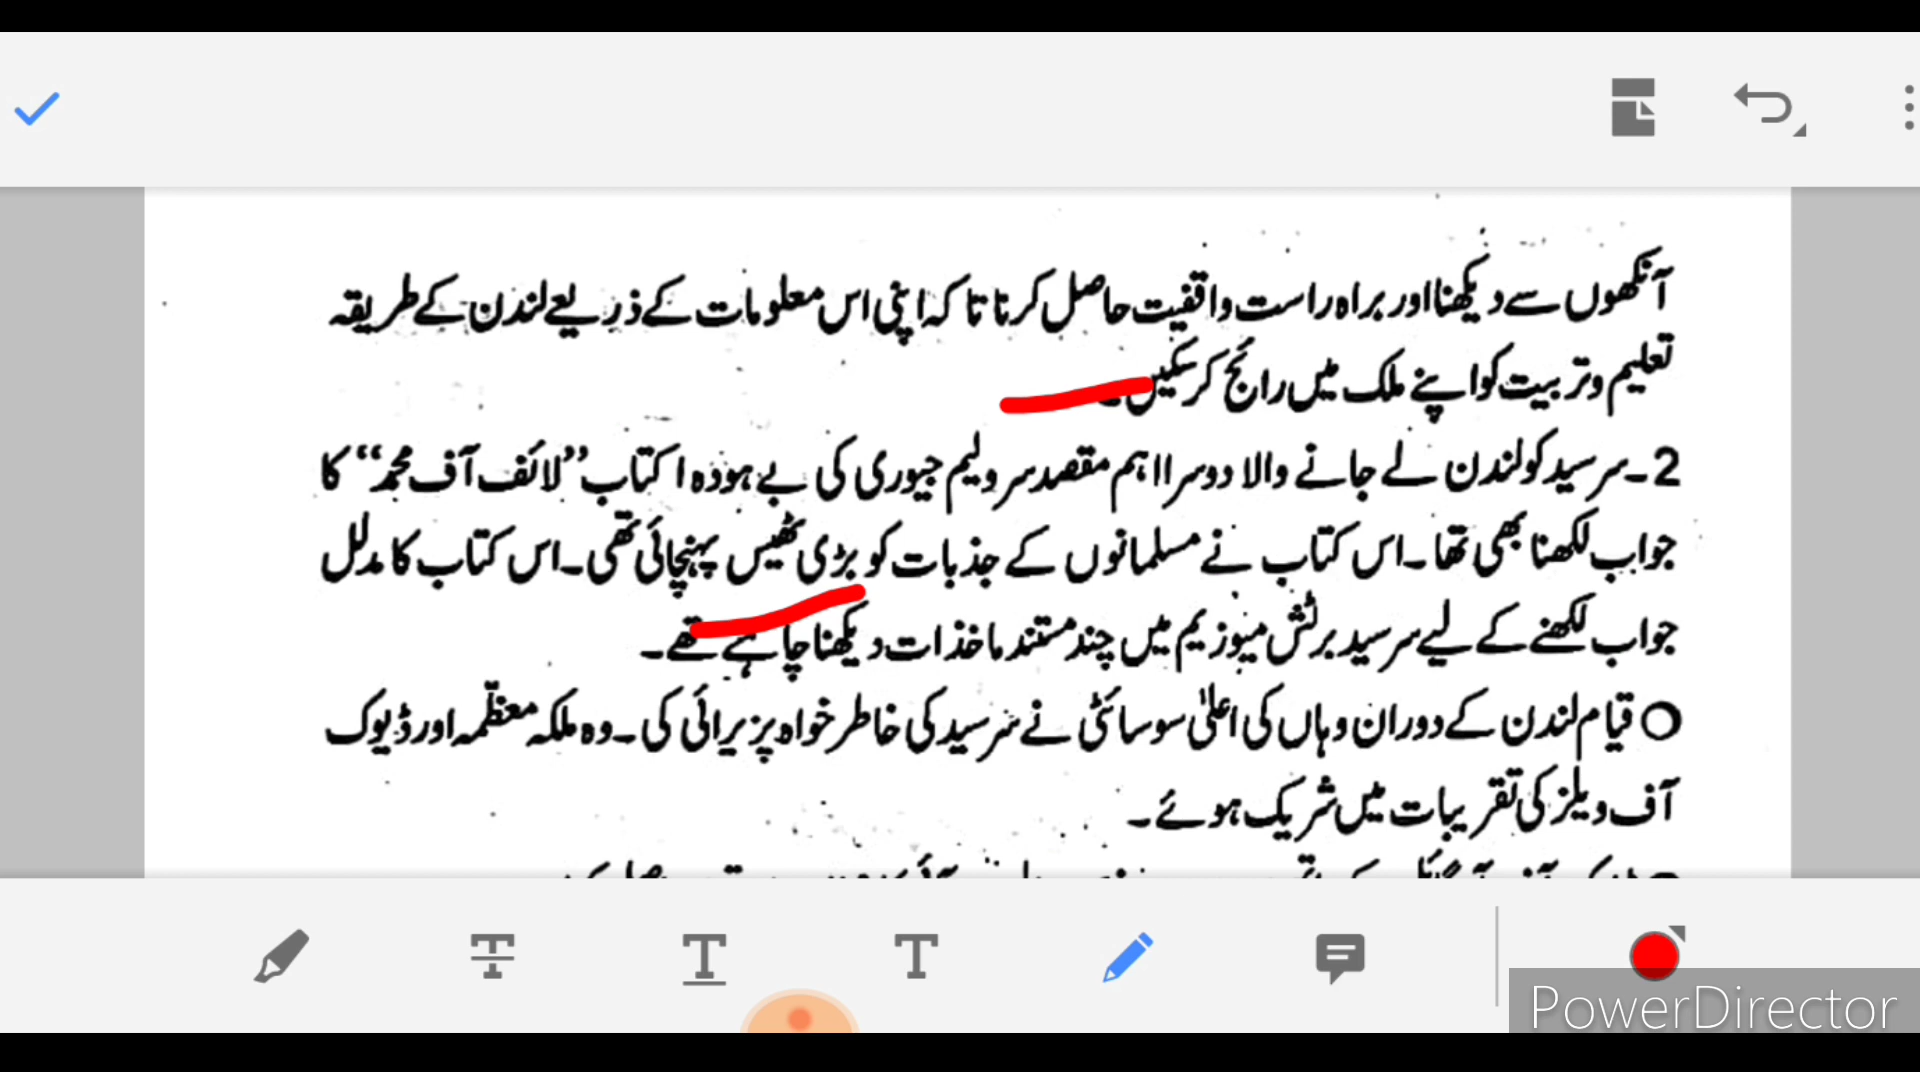 آنکھوں سے دیکھنا اور براہ راست واقفیت حاصل کرنا تا کہ اپنی اس معلومات کے ذریعے لندن کے طریقہ
تعلیم و تربیت کو اپنے ملک میں رائج کر سکیں۔
2۔ سرسید کو لندن لے جانے والا دوسرا اہم مقصد سر ولیم جیوری کی بے ہودہ ا کتاب ”لائف آف محمد“ کا
جواب لکھنا بھی تھا۔ اس کتاب نے مسلمانوں کے جذبات کو بڑی ٹھیس پہنچائی تھی۔ اس کتاب کا مدلل
جواب لکھنے کے لیے سرسید برٹش میوزیم میں چند مستند ماخذات دیکھنا چاہتے تھے۔
O قیام لندن کے دوران وہاں کی اعلیٰ سوسائٹی نے سرسید کی خاطر خواہ پزیرائی کی۔ وہ ملکہ معظمہ اور ڈیوک
آف ویلز کی تقریبات میں شریک ہوئے۔
PowerDirector